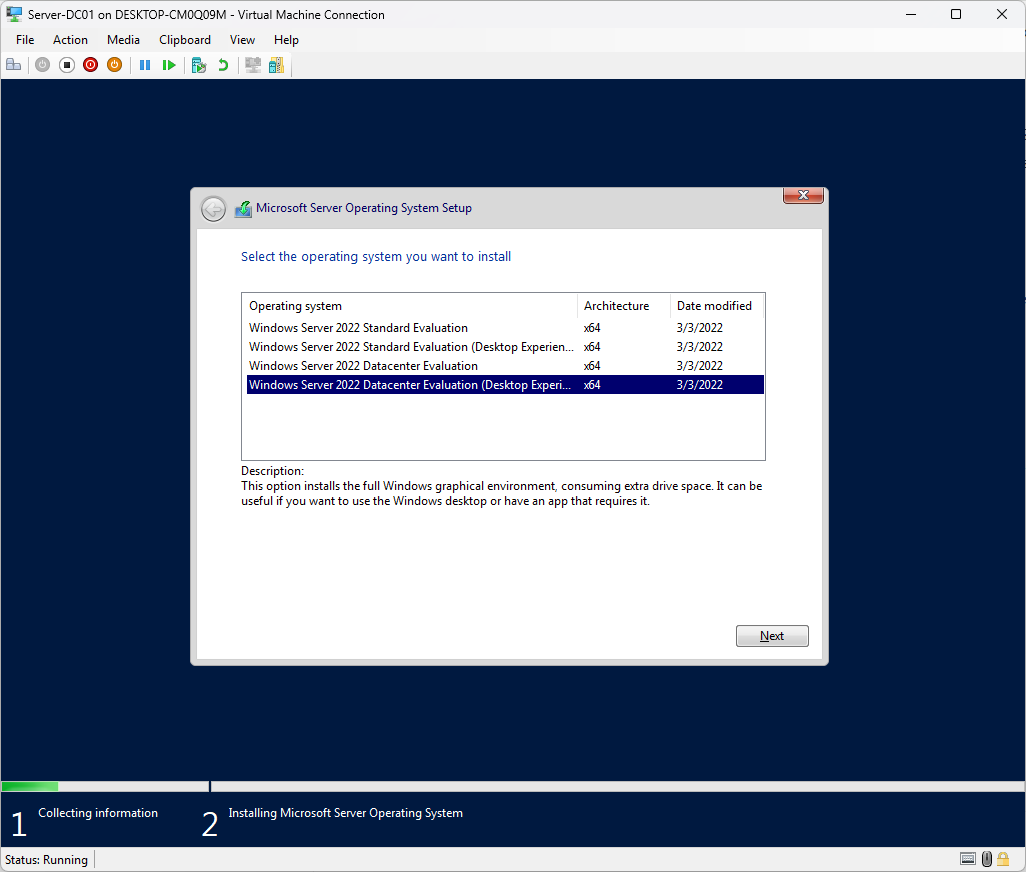 Server-DC01 on DESKTOP-CM0Q09M - Virtual Machine Connection
File Action Media Clipboard View Help
Microsoft Server Operating System Setup
Select the operating system you want to install
Operating system Architecture Date modified
Windows Server 2022 Standard Evaluation x64 3/3/2022
Windows Server 2022 Standard Evaluation (Desktop Experien... x64 3/3/2022
Windows Server 2022 Datacenter Evaluation x64 3/3/2022
Windows Server 2022 Datacenter Evaluation (Desktop Experi... x64 3/3/2022
Description:
This option installs the full Windows graphical environment, consuming extra drive space. It can be
useful if you want to use the Windows desktop or have an app that requires it.
Next
1 Collecting information 2 Installing Microsoft Server Operating System
Status: Running